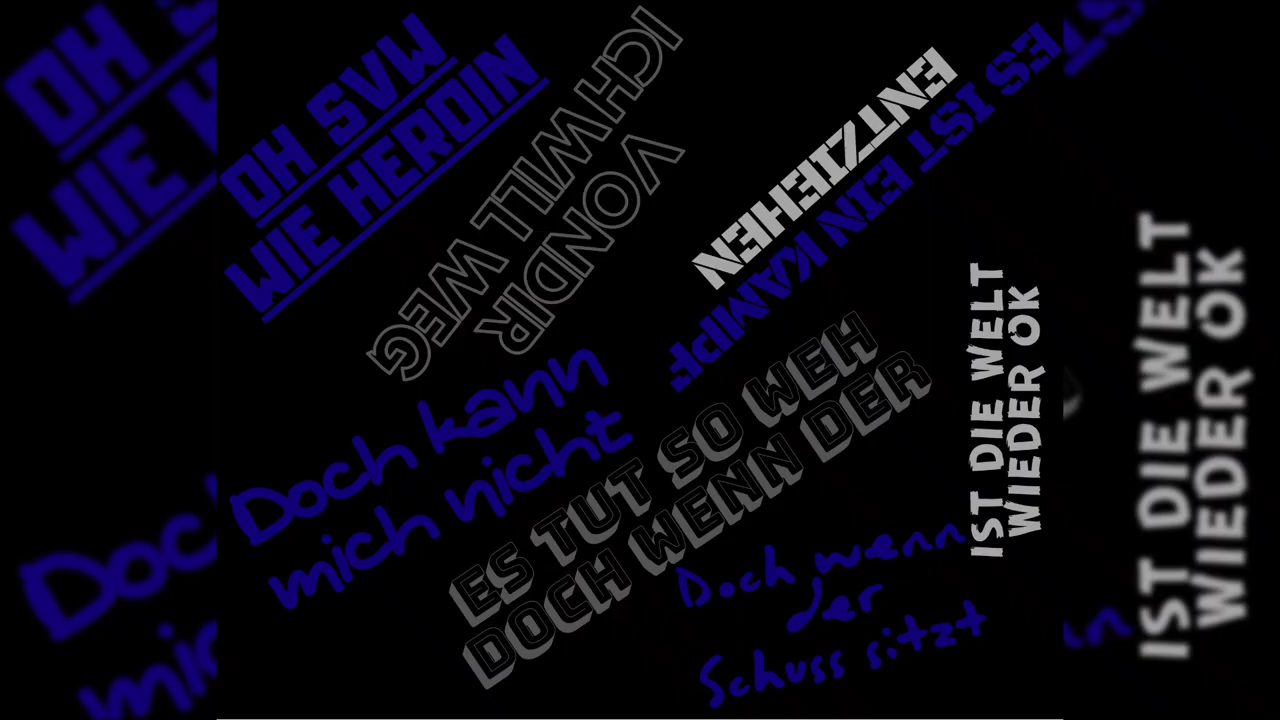 OH SVW
WIE HEROIN
ICH WILL WEG
VON DIR
Doch kann
mich nicht
ENTZIEHEN
ES IST EIN KAMPF
ES TUT SO WEH
DOCH WENN DER
Doch wenn
der
Schuss sitzt
IST DIE WELT
WIEDER OK